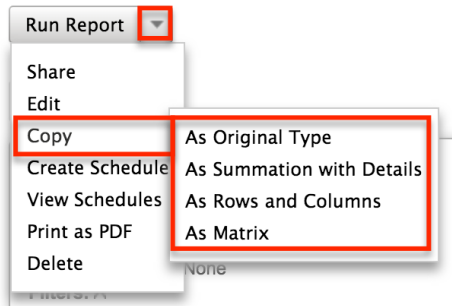 Run Report
Share
Edit
Copy
As Original Type
Create Schedule
As Summation with Details
View Schedules
As Rows and Columns
Print as PDF
As Matrix
Delete
None